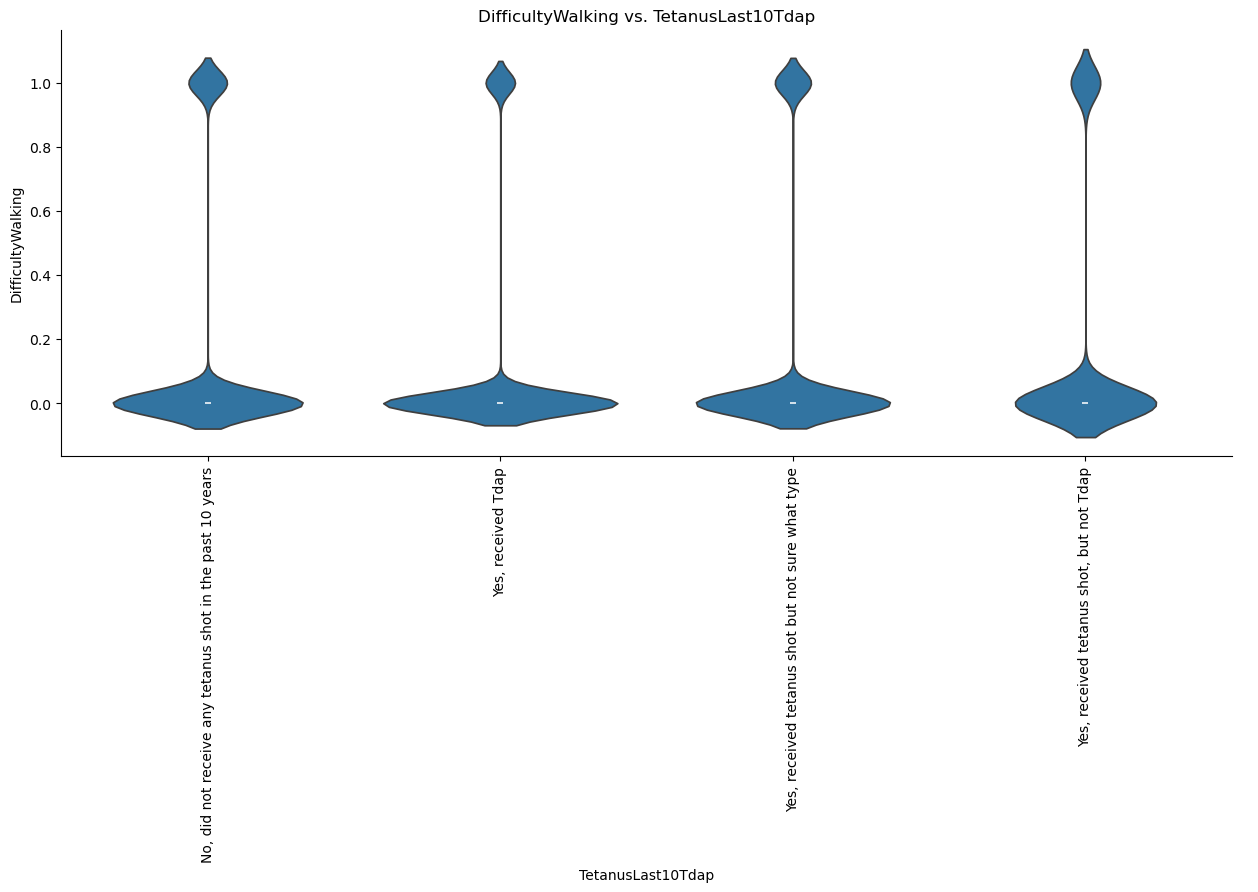 DifficultyWalking vs. TetanusLast10Tdap
DifficultyWalking
1.0
0.8
0.6
0.4
0.2
0.0
No, did not receive any tetanus shot in the past 10 years
Yes, received Tdap
Yes, received tetanus shot but not sure what type
Yes, received tetanus shot, but not Tdap
TetanusLast10Tdap